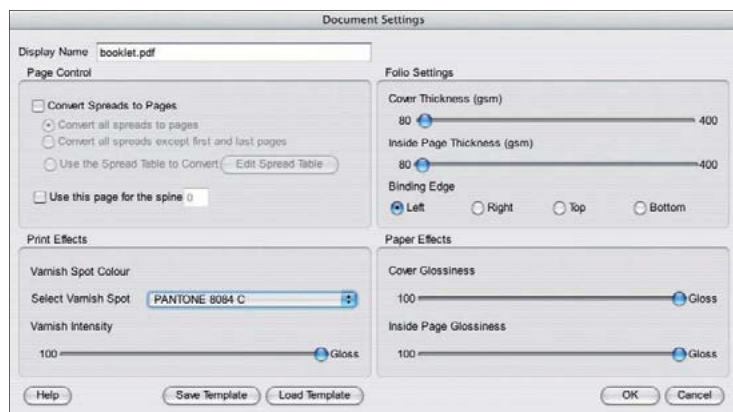 Document Settings
Display Name booklet.pdf
Page Control
Convert Spreads to Pages
Convert all spreads to pages
Convert all spreads except first and last pages
Use the Spread Table to Convert Edit Spread Table
Use this page for the spine 0
Folio Settings
Cover Thickness (gsm)
80 400
Inside Page Thickness (gsm)
80 400
Binding Edge
Left Right Top Bottom
Print Effects
Varnish Spot Colour
Select Varnish Spot PANTONE 8084 C
Varnish Intensity
100 Gloss
Paper Effects
Cover Glossiness
100 Gloss
Inside Page Glossiness
100 Gloss
Help Save Template Load Template OK Cancel